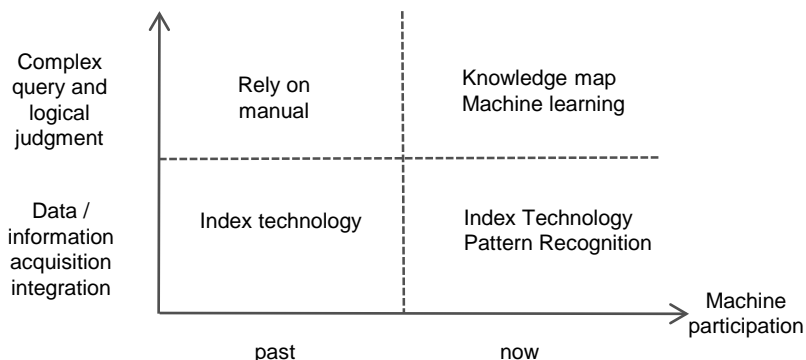 Complex
query and
logical
judgment
Rely on
manual
Knowledge map
Machine learning
Data /
information
acquisition
integration
Index technology
Index Technology
Pattern Recognition
Machine
participation
past
now